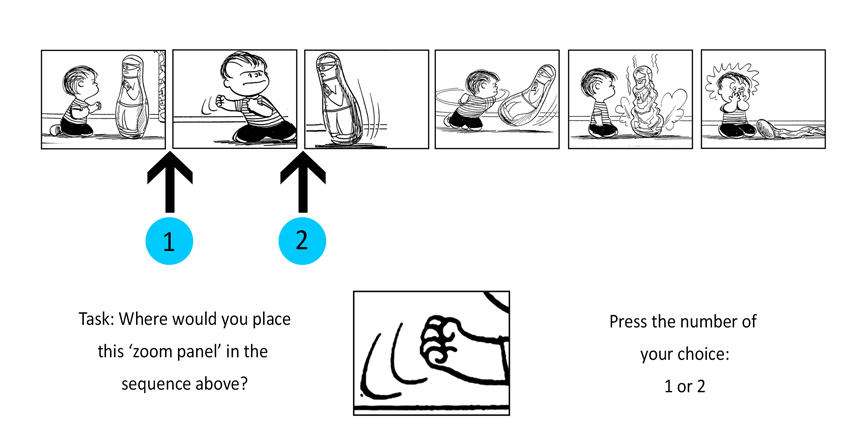 1
2
Task: Where would you place
this ‘zoom panel’ in the
sequence above?
Press the number of
your choice:
1 or 2